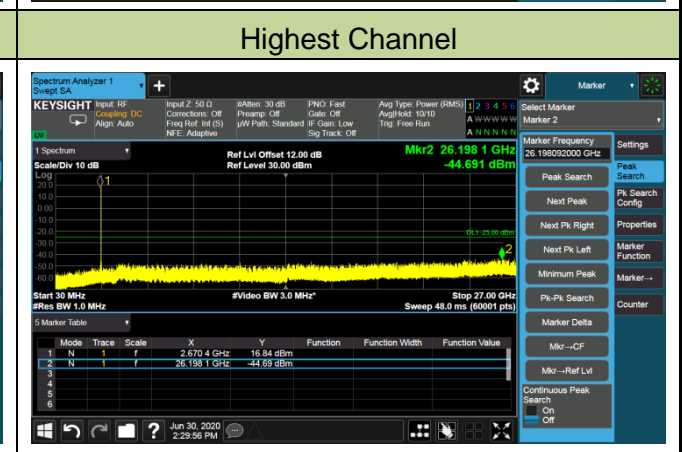 Highest Channel
Spectrum Analyzer 1
Swept SA
+
Marker
KEYSIGHT
Input: RF
Coupling: DC
Align: Auto
Input Z: 50 Ω
Corrections: Off
Freq Ref: Int (S)
NFE: Adaptive
#Atten: 30 dB
Preamp: Off
µW Path: Standard
PNO: Fast
Gate: Off
IF Gain: Low
Sig Track: Off
Avg Type: Power (RMS)
Avg|Hold: 10/10
Trig: Free Run
1 2 3 4 5 6
A W W W W W
A N N N N N
LXI
Select Marker
Marker 2
1 Spectrum
Scale/Div 10 dB
Log
Ref Lvl Offset 12.00 dB
Ref Level 30.00 dBm
Mkr2 26.198 1 GHz
-44.691 dBm
1
20.0
10.0
0.00
-10.0
-20.0
DL1 -25.00 dBm
-30.0
-40.0
2
-50.0
-60.0
Start 30 MHz
#Res BW 1.0 MHz
#Video BW 3.0 MHz*
Stop 27.00 GHz
Sweep 48.0 ms (60001 pts)
5 Marker Table
Mode Trace Scale X Y Function Function Width Function Value
1 N 1 f 2.670 4 GHz 16.84 dBm
2 N 1 f 26.198 1 GHz -44.69 dBm
3
4
5
6
Marker Frequency
26.198092000 GHz
Peak Search
Next Peak
Next Pk Right
Next Pk Left
Minimum Peak
Pk-Pk Search
Marker Delta
Mkr→CF
Mkr→Ref Lvl
Continuous Peak
Search
On
Off
Settings
Peak
Search
Pk Search
Config
Properties
Marker
Function
Marker→
Counter
?
Jun 30, 2020
2:29:56 PM